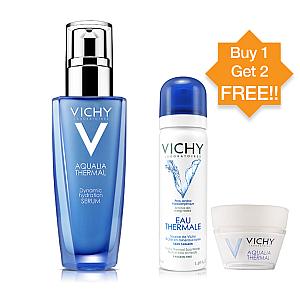 Buy 1
Get 2
FREE!!
VICHY
LABORATOIRES
AQUALIA
THERMAL
Dynamic
hydration
SERUM
VICHY
LABORATOIRES
EAU
THERMALE
VICHY
AQUALIA
THERMAL